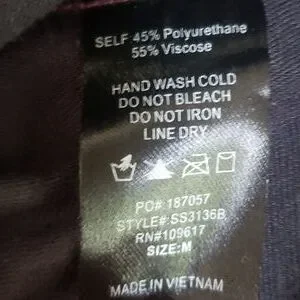 SELF 45% Polyurethane
55% Viscose
HAND WASH COLD
DO NOT BLEACH
DO NOT IRON
LINE DRY
PO# 187057
STYLE# SS3136B
RN#109617
SIZE:M
MADE IN VIETNAM